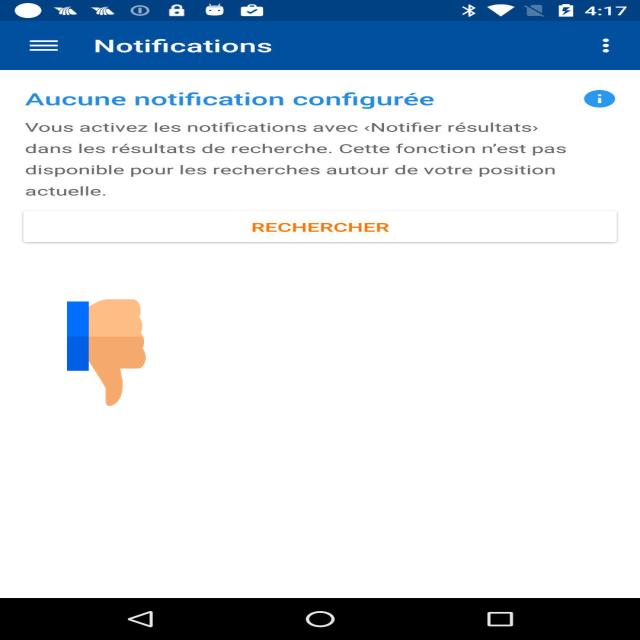 4:17
Notifications
Aucune notification configurée
Vous activez les notifications avec ‹Notifier résultats›
dans les résultats de recherche. Cette fonction n’est pas
disponible pour les recherches autour de votre position
actuelle.
RECHERCHER